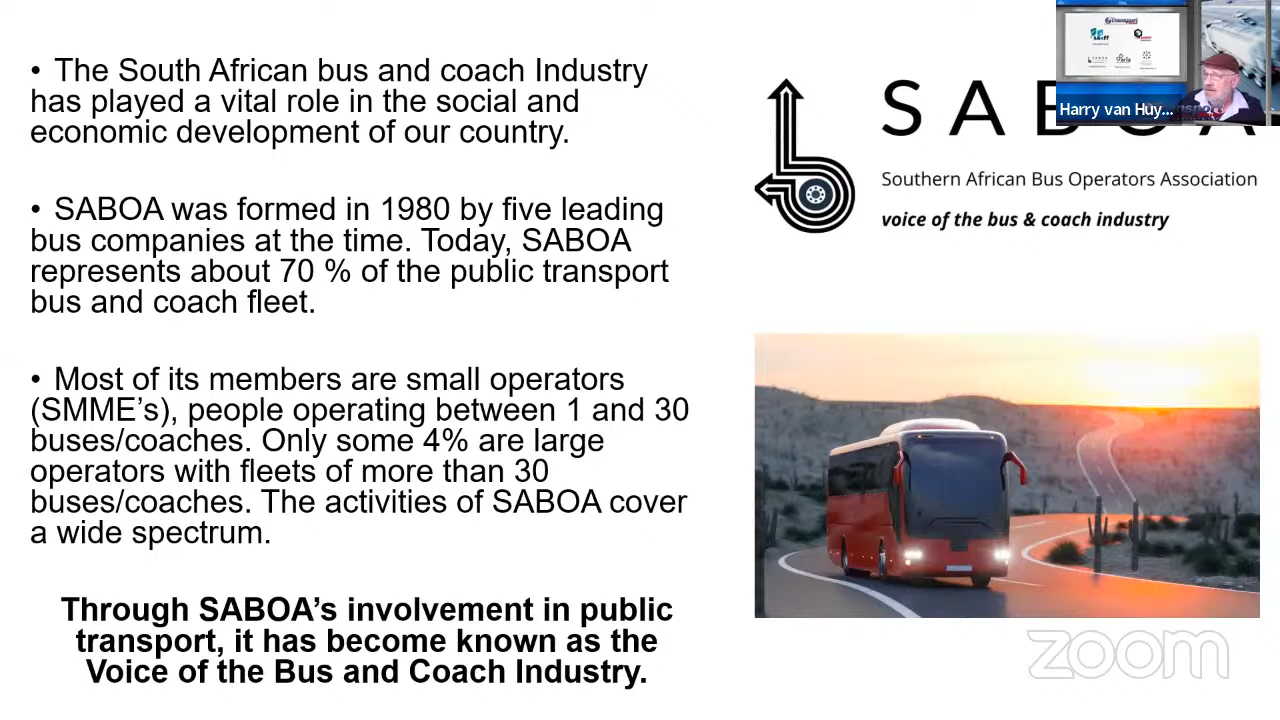 • The South African bus and coach Industry
has played a vital role in the social and
economic development of our country.
• SABOA was formed in 1980 by five leading
bus companies at the time. Today, SABOA
represents about 70 % of the public transport
bus and coach fleet.
• Most of its members are small operators
(SMME’s), people operating between 1 and 30
buses/coaches. Only some 4% are large
operators with fleets of more than 30
buses/coaches. The activities of SABOA cover
a wide spectrum.
Through SABOA’s involvement in public
transport, it has become known as the
Voice of the Bus and Coach Industry.
SABOA
Southern African Bus Operators Association
voice of the bus & coach industry
Harry van Huy...
zoom